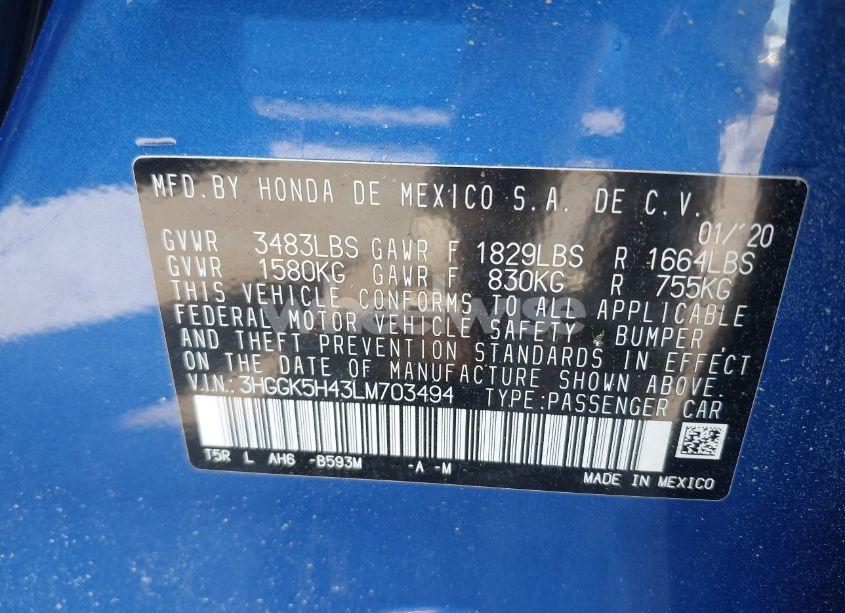 MFD.BY HONDA DE MEXICO S.A. DE C.V.
01/'20
GVWR 3483LBS GAWR F 1829LBS R 1664LBS
GVWR 1580KG GAWR F 830KG R 755KG
THIS VEHICLE CONFORMS TO ALL APPLICABLE
FEDERAL MOTOR VEHICLE SAFETY, BUMPER
AND THEFT PREVENTION STANDARDS IN EFFECT
ON THE DATE OF MANUFACTURE SHOWN ABOVE.
V.I.N.: 3HGGK5H43LM703494 TYPE:PASSENGER CAR
T5R L AH6 -B593M -A -M
MADE IN MEXICO
wheelwise